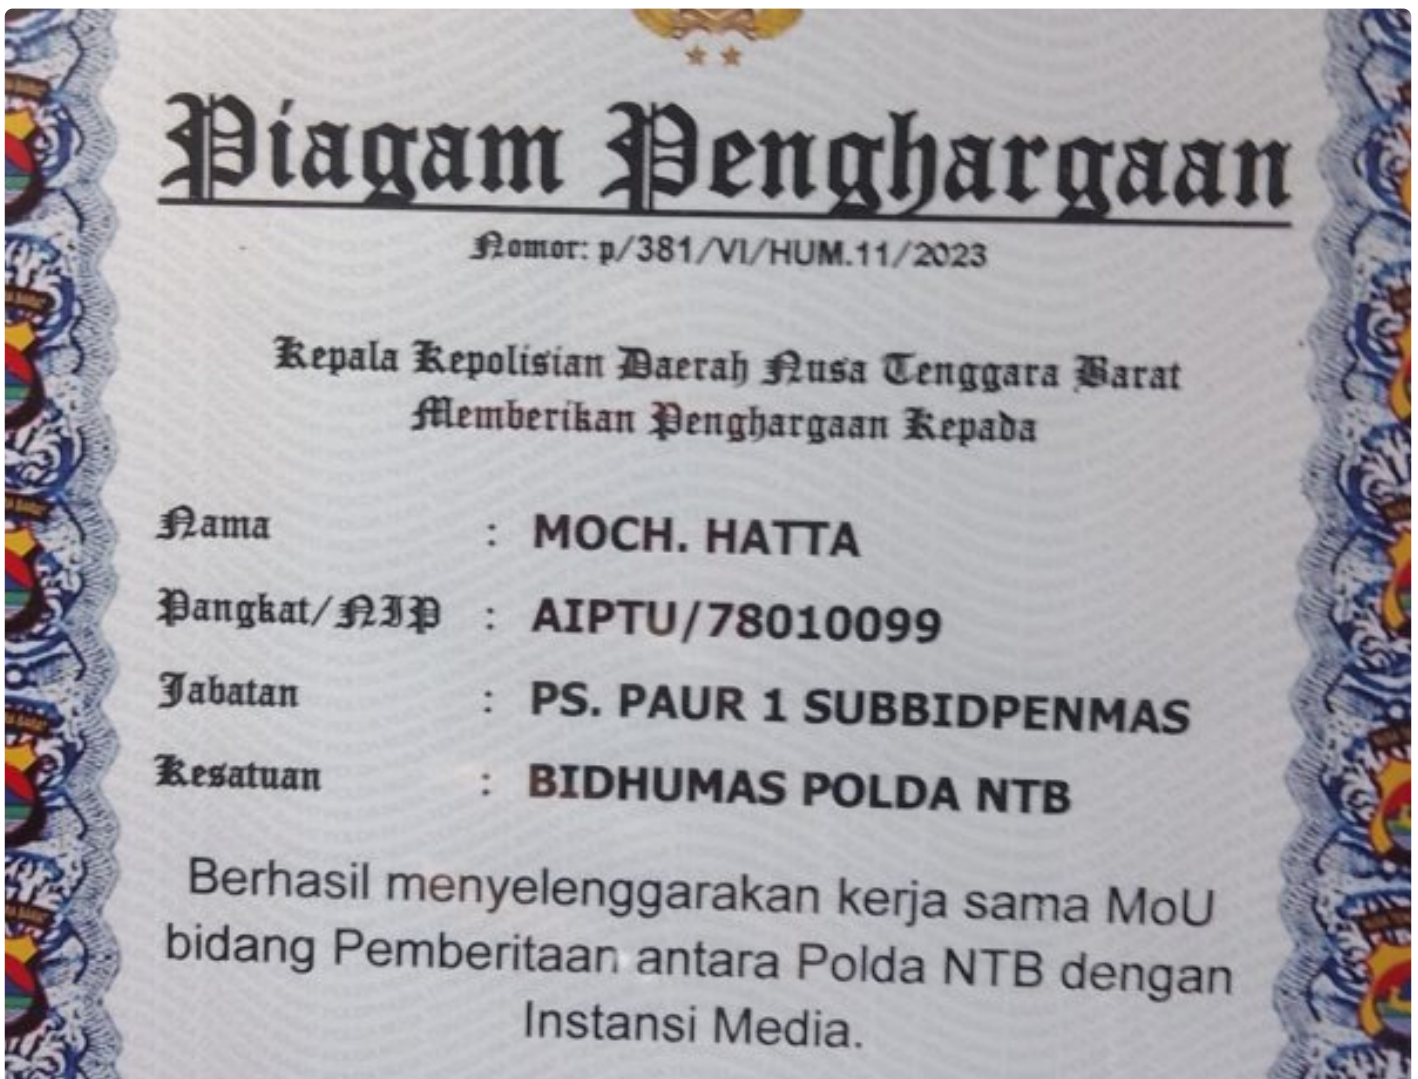 Piagam Penghargaan
Nomor: p/381/VI/HUM.11/2023
Kepala Kepolisian Daerah Nusa Tenggara Barat
Memberikan Penghargaan Kepada
Nama : MOCH. HATTA
Pangkat/NIP : AIPTU/78010099
Jabatan : PS. PAUR 1 SUBBIDPENMAS
Kesatuan : BIDHUMAS POLDA NTB
Berhasil menyelenggarakan kerja sama MoU
bidang Pemberitaan antara Polda NTB dengan
Instansi Media.